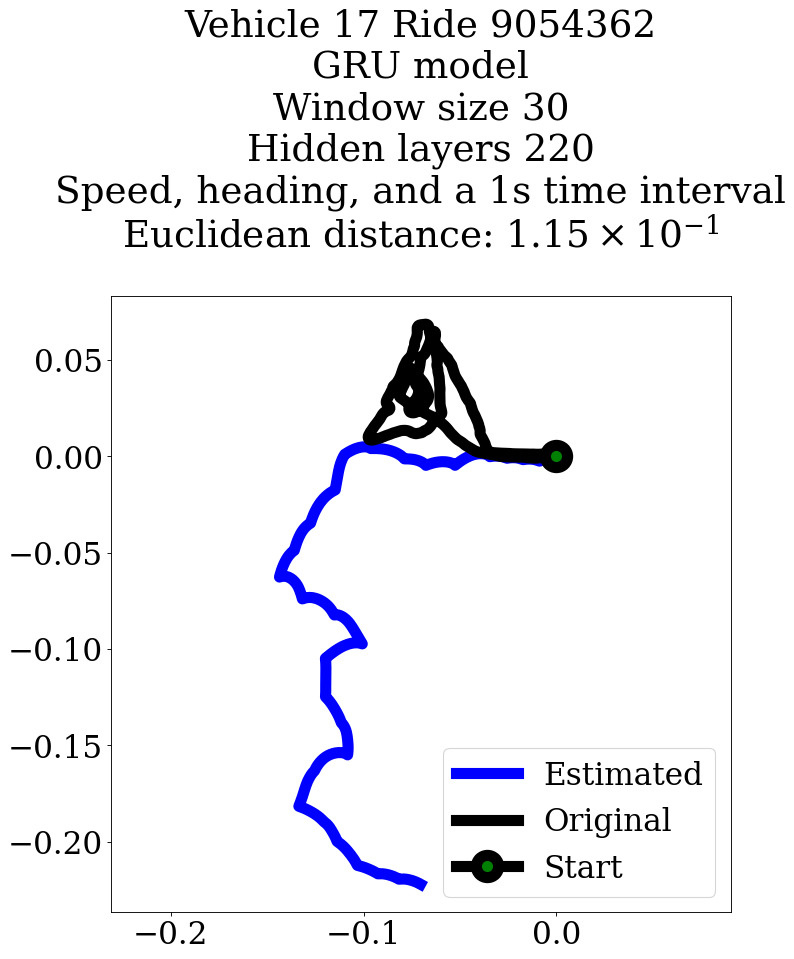 Vehicle 17 Ride 9054362
GRU model
Window size 30
Hidden layers 220
Speed, heading, and a 1s time interval
Euclidean distance: 1.15 × 10⁻¹
0.05
0.00
−0.05
−0.10
−0.15
−0.20
−0.2
−0.1
0.0
Estimated
Original
Start